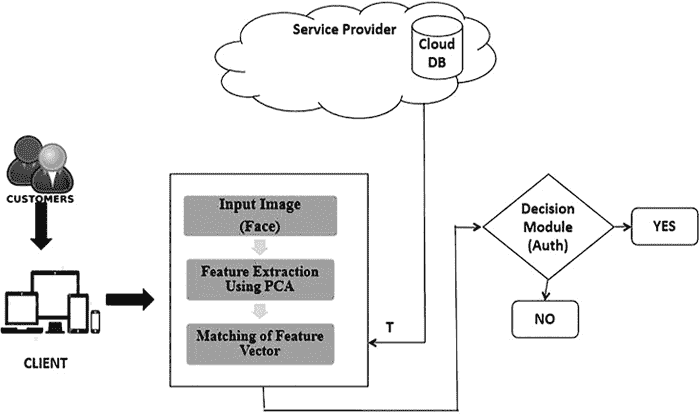 Service Provider
Cloud
DB
CUSTOMERS
CLIENT
Input Image
(Face)
Feature Extraction
Using PCA
Matching of Feature
Vector
T
Decision
Module
(Auth)
YES
NO